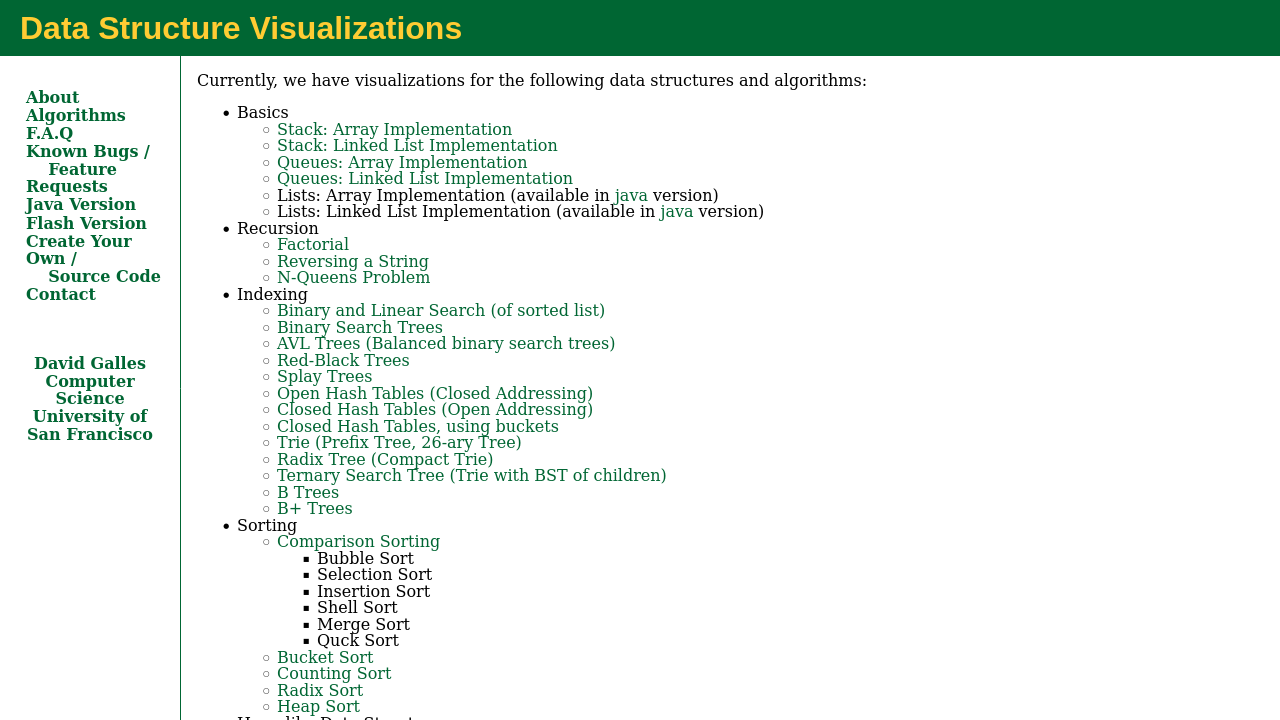 Data Structure Visualizations
About
Algorithms
F.A.Q
Known Bugs /
Feature
Requests
Java Version
Flash Version
Create Your
Own /
Source Code
Contact
David Galles
Computer
Science
University of
San Francisco
Currently, we have visualizations for the following data structures and algorithms:
Basics
Stack: Array Implementation
Stack: Linked List Implementation
Queues: Array Implementation
Queues: Linked List Implementation
Lists: Array Implementation (available in java version)
Lists: Linked List Implementation (available in java version)
Recursion
Factorial
Reversing a String
N-Queens Problem
Indexing
Binary and Linear Search (of sorted list)
Binary Search Trees
AVL Trees (Balanced binary search trees)
Red-Black Trees
Splay Trees
Open Hash Tables (Closed Addressing)
Closed Hash Tables (Open Addressing)
Closed Hash Tables, using buckets
Trie (Prefix Tree, 26-ary Tree)
Radix Tree (Compact Trie)
Ternary Search Tree (Trie with BST of children)
B Trees
B+ Trees
Sorting
Comparison Sorting
Bubble Sort
Selection Sort
Insertion Sort
Shell Sort
Merge Sort
Quck Sort
Bucket Sort
Counting Sort
Radix Sort
Heap Sort